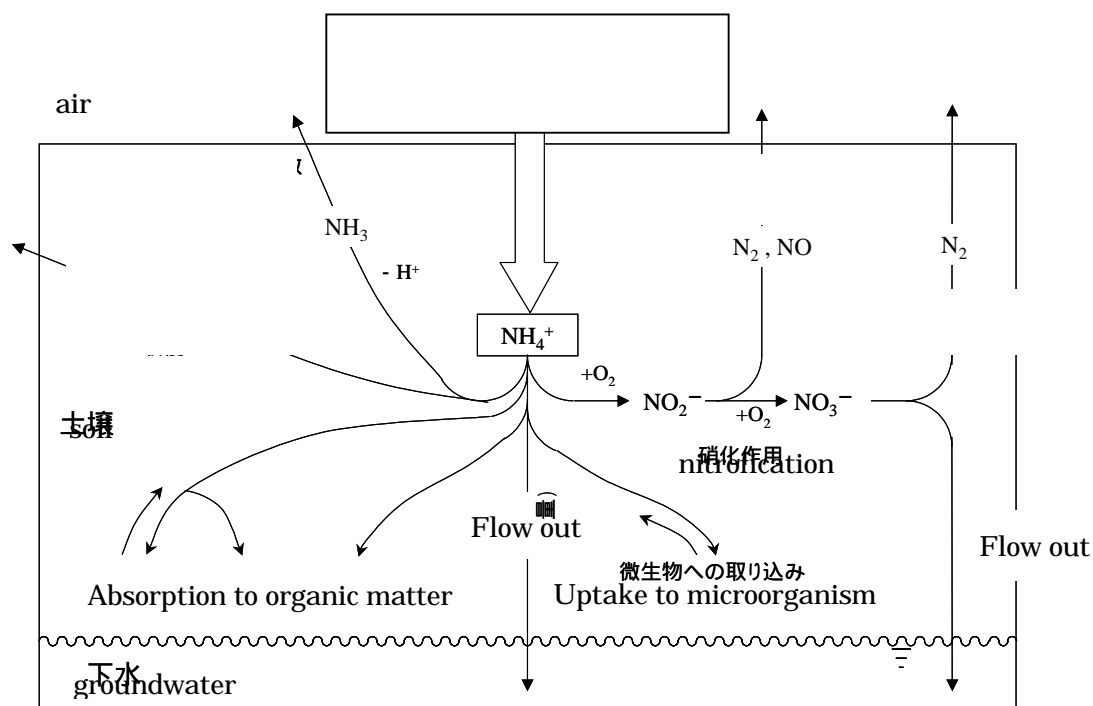 air
NH₃
- H⁺
N₂ , NO
N₂
NH₄⁺
+O₂
NO₂⁻
+O₂
NO₃⁻
土壌
soil
硝化作用
nitrofication
量)
Flow out
Flow out
微生物への取り込み
Absorption to organic matter
Uptake to microorganism
下水
groundwater